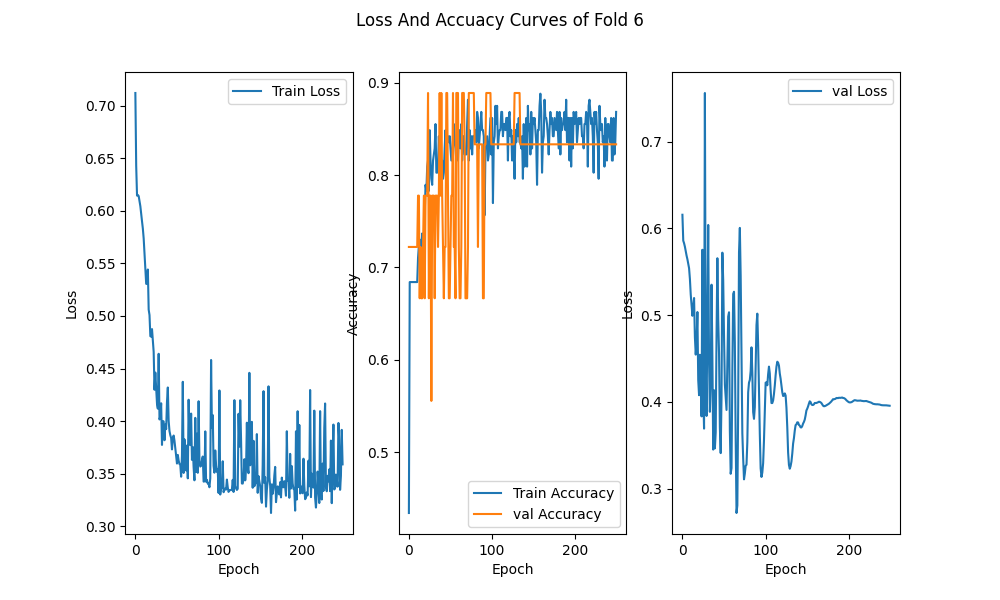 Loss And Accuacy Curves of Fold 6
Train Loss
0.70
0.65
0.60
0.55
0.50
0.45
0.40
0.35
0.30
Loss
0
100
200
Epoch
0.9
0.8
0.7
0.6
0.5
Accuracy
Train Accuracy
val Accuracy
0
100
200
Epoch
val Loss
0.7
0.6
0.5
0.4
0.3
Loss
0
100
200
Epoch